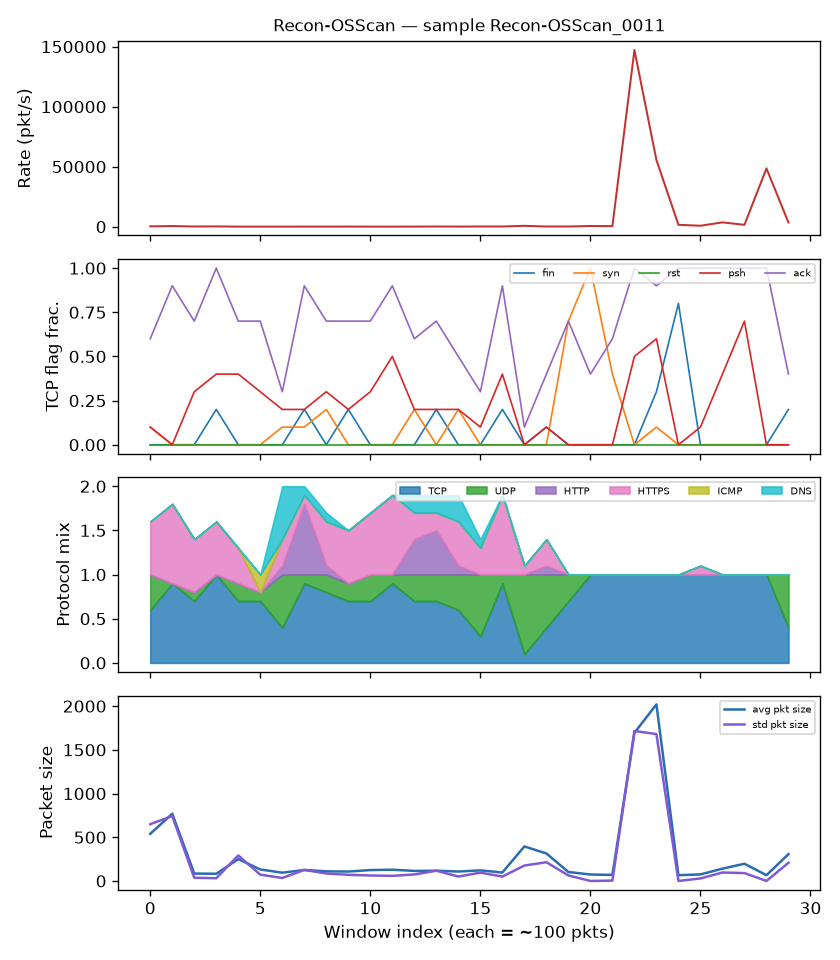 Recon-OSScan — sample Recon-OSScan_0011
150000
100000
50000
0
Rate (pkt/s)
1.00
0.75
0.50
0.25
0.00
TCP flag frac.
fin syn rst psh ack
2.0
1.5
1.0
0.5
0.0
Protocol mix
TCP UDP HTTP HTTPS ICMP DNS
2000
1500
1000
500
0
Packet size
avg pkt size
std pkt size
0 5 10 15 20 25 30
Window index (each = ~100 pkts)